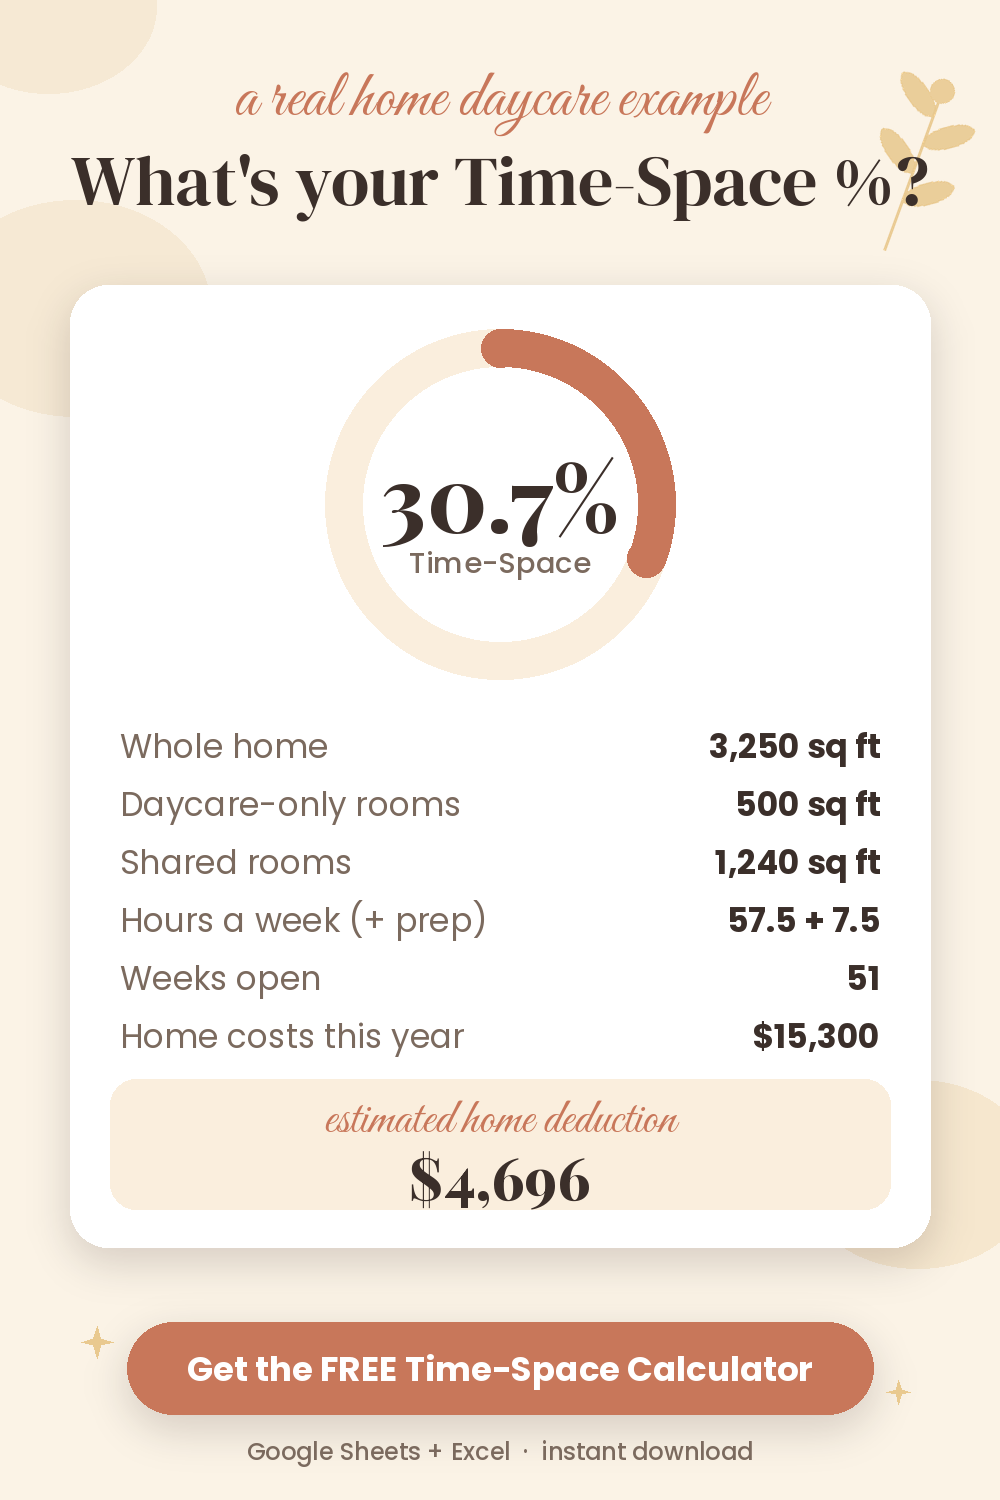 a real home daycare example
What's your Time-Space %?
30.7%
Time-Space
Whole home 3,250 sq ft
Daycare-only rooms 500 sq ft
Shared rooms 1,240 sq ft
Hours a week (+ prep) 57.5 + 7.5
Weeks open 51
Home costs this year $15,300
estimated home deduction
$4,696
Get the FREE Time-Space Calculator
Google Sheets + Excel · instant download